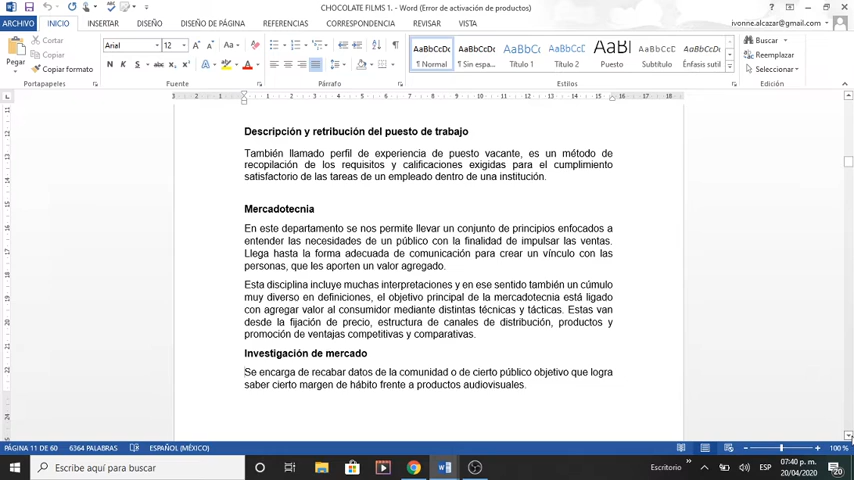 CHOCOLATE FILMS 1. - Word (Error de activación de productos)
ARCHIVO INICIO INSERTAR DISEÑO DISEÑO DE PÁGINA REFERENCIAS CORRESPONDENCIA REVISAR VISTA
ivonne.alcazar@gmail.com
Pegar
Cortar
Copiar
Copiar formato
Portapapeles
Arial 12
N K S
Fuente
Párrafo
AaBbCcDc AaBbCcDc AaBbCc AaBbCcC AaBl AaBbCcC AaBbCcDc
¶ Normal ¶ Sin espa... Título 1 Título 2 Puesto Subtítulo Énfasis sutil
Estilos
Buscar
Reemplazar
Seleccionar
Edición
Descripción y retribución del puesto de trabajo
También llamado perfil de experiencia de puesto vacante, es un método de
recopilación de los requisitos y calificaciones exigidas para el cumplimiento
satisfactorio de las tareas de un empleado dentro de una institución.
Mercadotecnia
En este departamento se nos permite llevar un conjunto de principios enfocados a
entender las necesidades de un público con la finalidad de impulsar las ventas.
Llega hasta la forma adecuada de comunicación para crear un vínculo con las
personas, que les aporten un valor agregado.
Esta disciplina incluye muchas interpretaciones y en ese sentido también un cúmulo
muy diverso en definiciones, el objetivo principal de la mercadotecnia está ligado
con agregar valor al consumidor mediante distintas técnicas y tácticas. Estas van
desde la fijación de precio, estructura de canales de distribución, productos y
promoción de ventajas competitivas y comparativas.
Investigación de mercado
Se encarga de recabar datos de la comunidad o de cierto público objetivo que logra
saber cierto margen de hábito frente a productos audiovisuales.
PÁGINA 11 DE 60 6364 PALABRAS ESPAÑOL (MÉXICO) 100 %
Escribe aquí para buscar
Escritorio
ESP
07:40 p. m.
20/04/2020
20